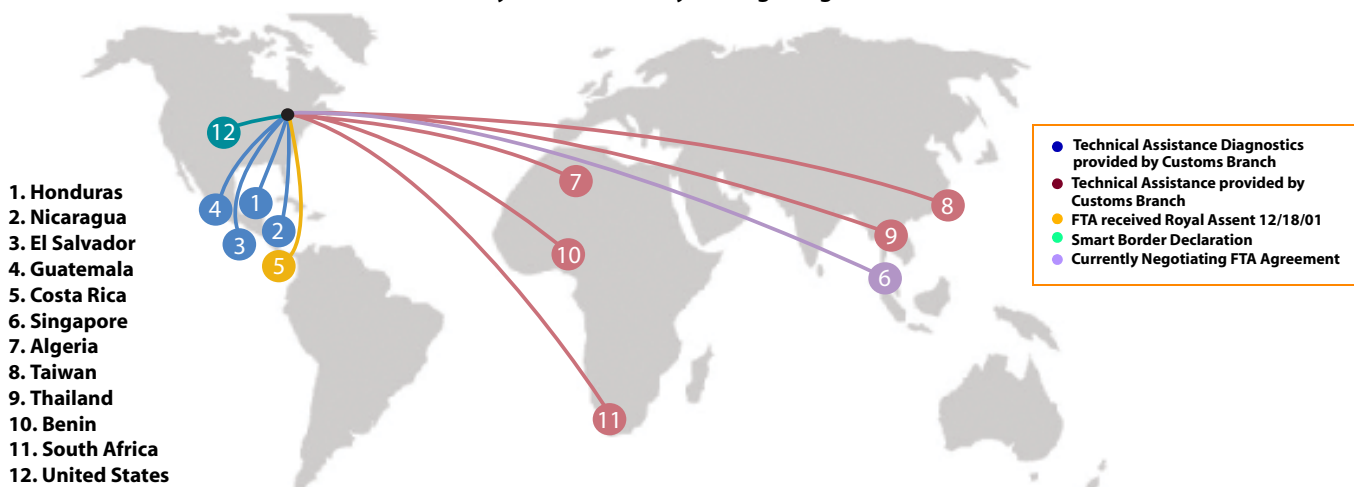 12
7
1
8
4
2
9
3
10
5
6
11
1. Honduras
2. Nicaragua
3. El Salvador
4. Guatemala
5. Costa Rica
6. Singapore
7. Algeria
8. Taiwan
9. Thailand
10. Benin
11. South Africa
12. United States
Technical Assistance Diagnostics
provided by Customs Branch
Technical Assistance provided by
Customs Branch
FTA received Royal Assent 12/18/01
Smart Border Declaration
Currently Negotiating FTA Agreement